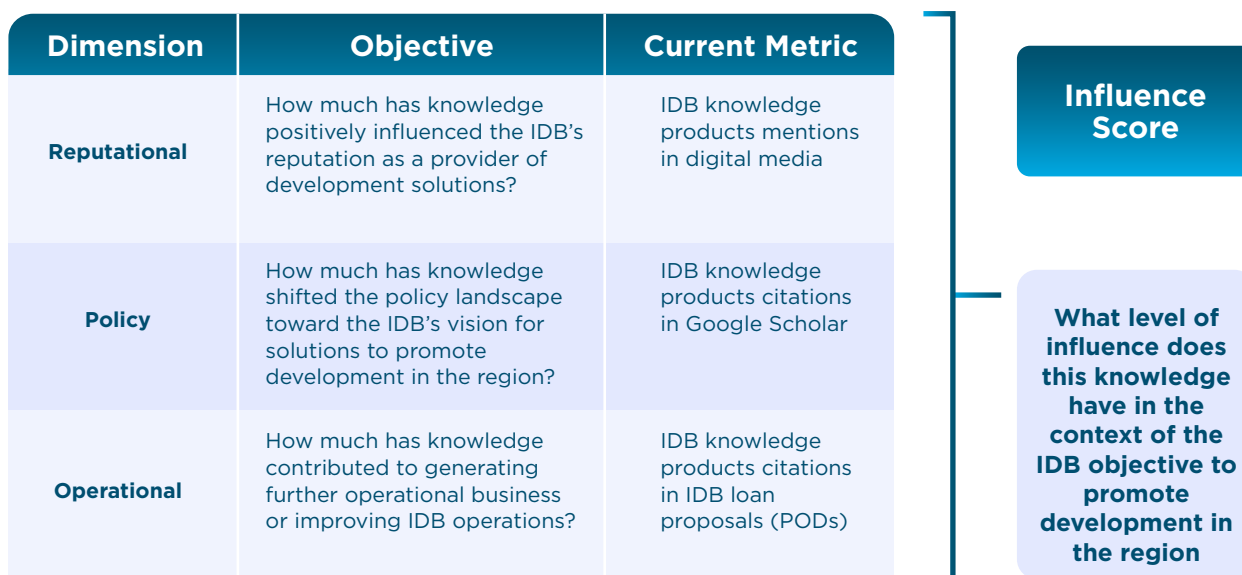 Dimension
Objective
Current Metric
Reputational
How much has knowledge
positively influenced the IDB's
reputation as a provider of
development solutions?
IDB knowledge
products mentions
in digital media
Policy
How much has knowledge
shifted the policy landscape
toward the IDB's vision for
solutions to promote
development in the region?
IDB knowledge
products citations
in Google Scholar
Operational
How much has knowledge
contributed to generating
further operational business
or improving IDB operations?
IDB knowledge
products citations
in IDB loan
proposals (PODs)
Influence
Score
What level of
influence does
this knowledge
have in the
context of the
IDB objective to
promote
development in
the region